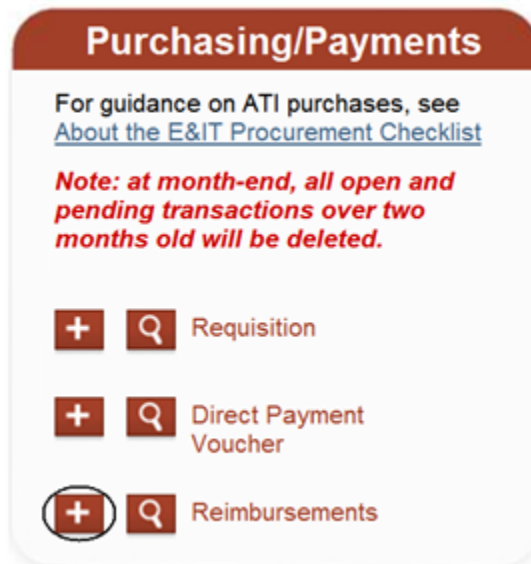 Purchasing/Payments
For guidance on ATI purchases, see
About the E&IT Procurement Checklist
Note: at month-end, all open and
pending transactions over two
months old will be deleted.
Requisition
Direct Payment
Voucher
Reimbursements